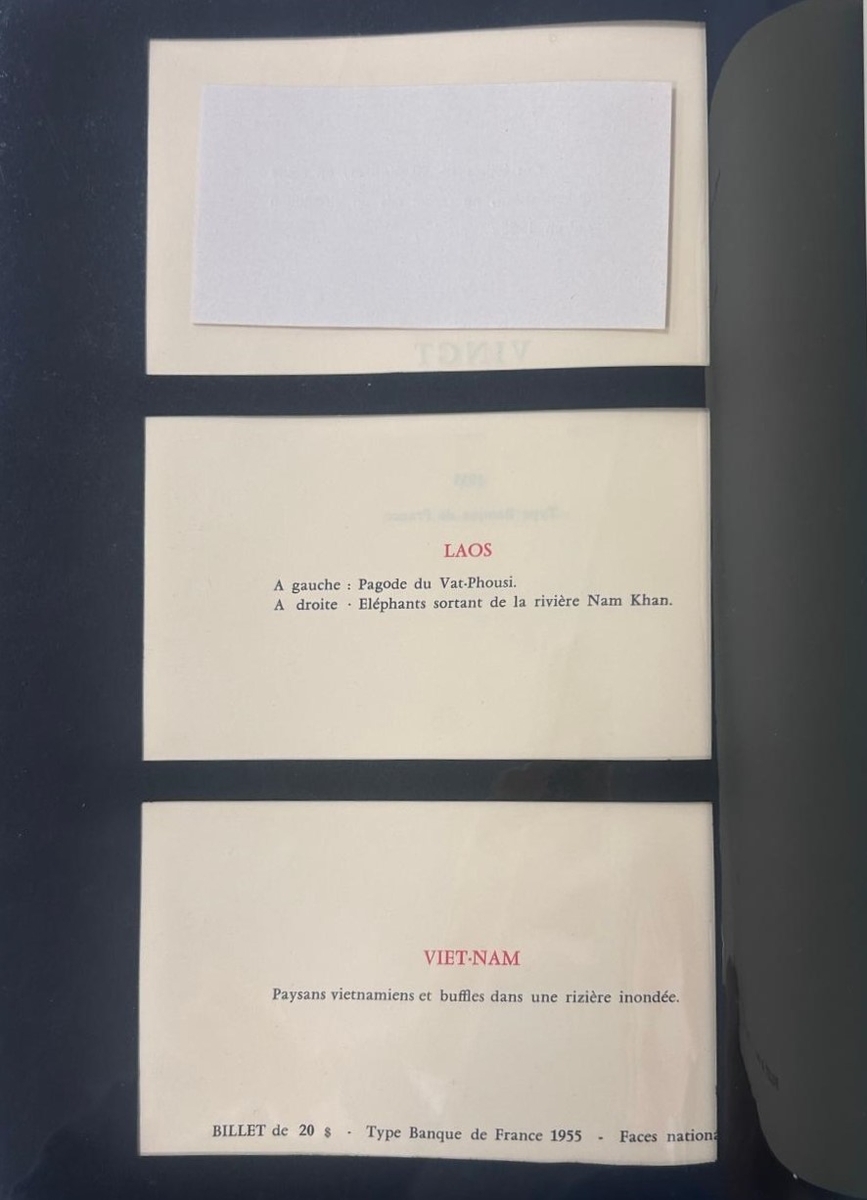 VINGT
LAOS
A gauche : Pagode du Vat-Phousi.
A droite · Eléphants sortant de la rivière Nam Khan.
VIET-NAM
Paysans vietnamiens et buffles dans une rizière inondée.
BILLET de 20 $ - Type Banque de France 1955 - Faces nationa